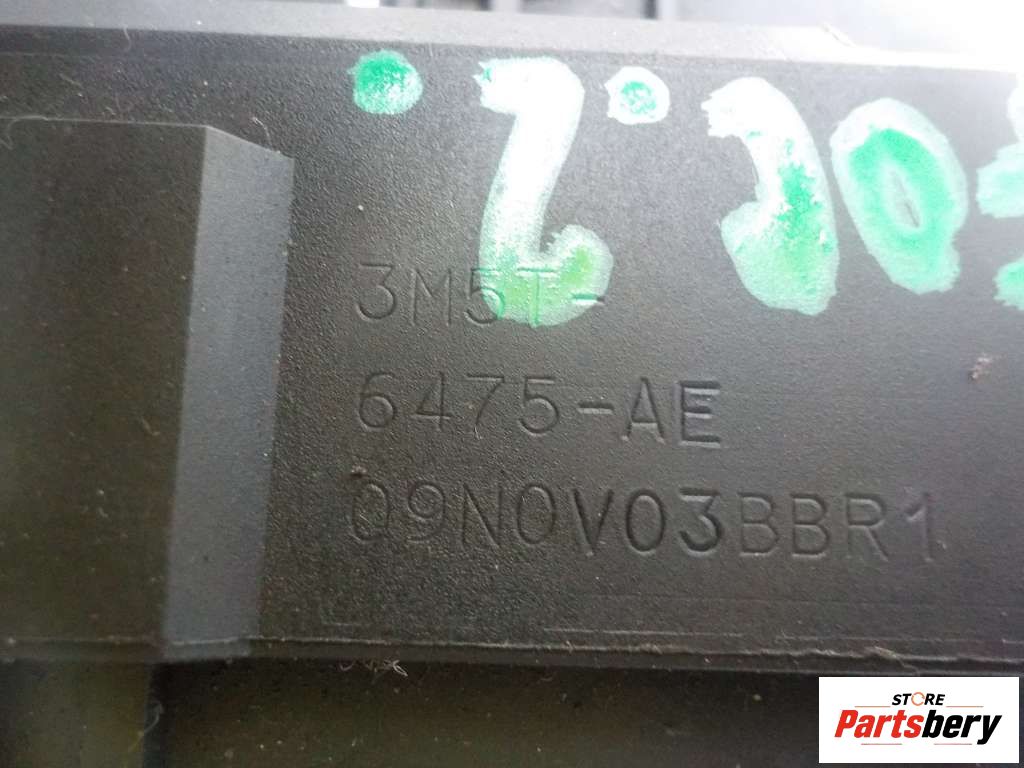 3M5T-
6475-AE
09NOV03BBR1
STORE
Partsbery